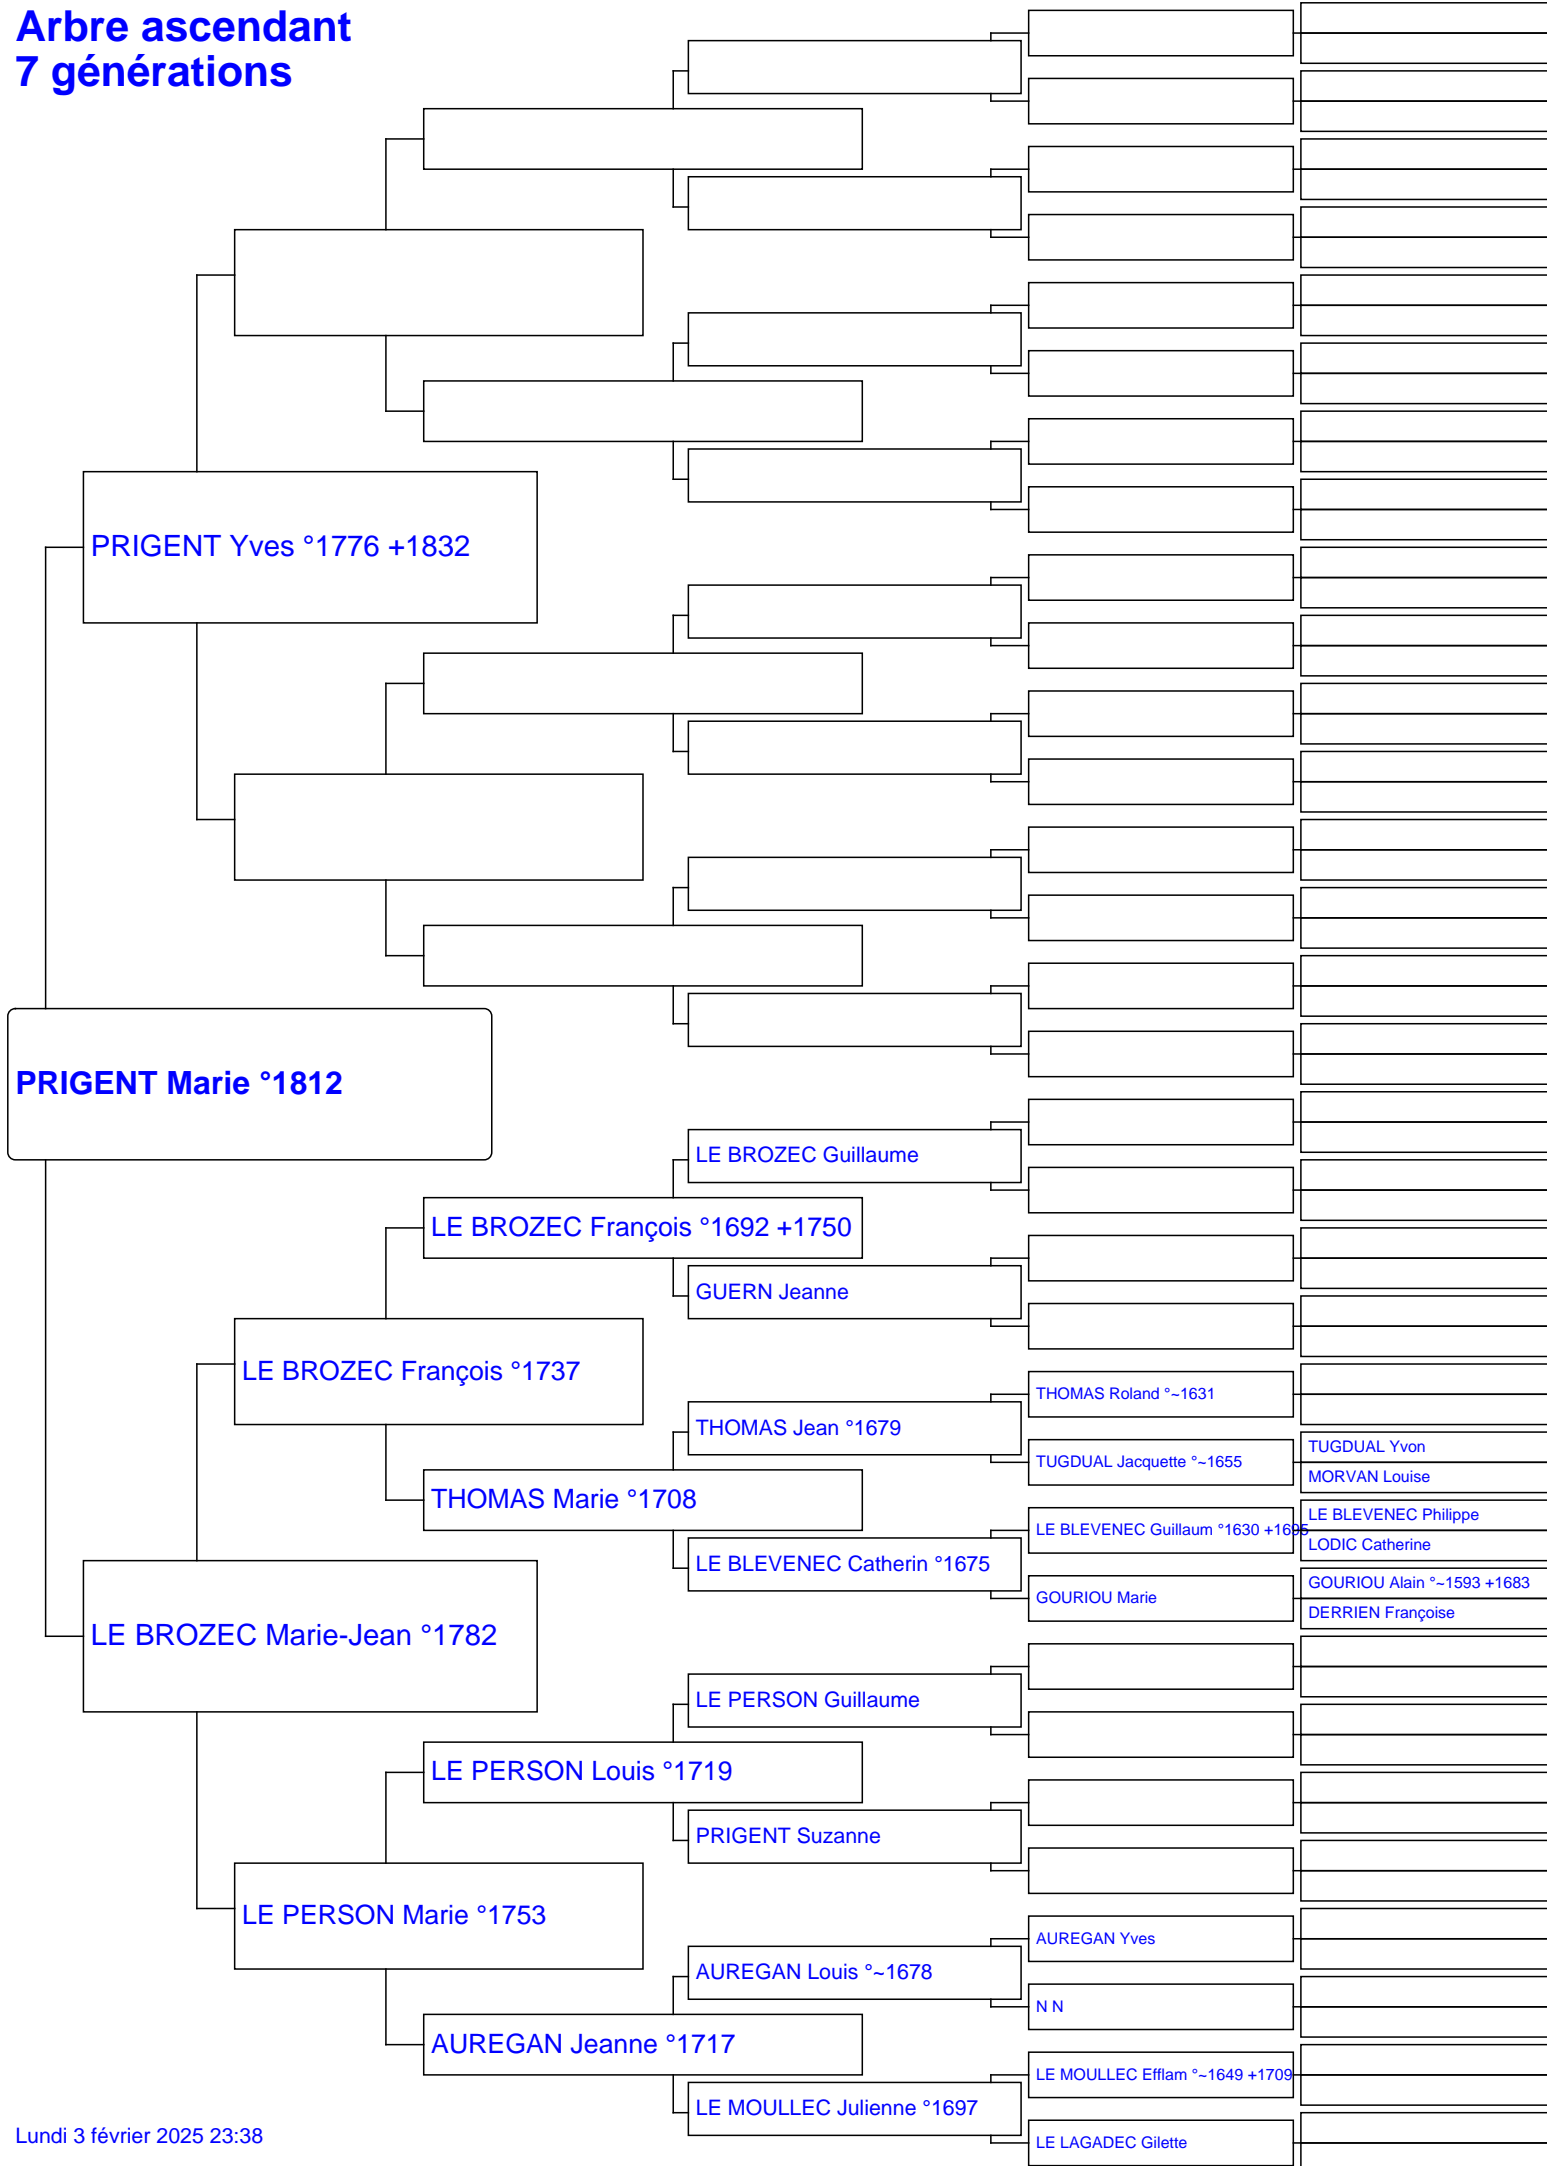 Arbre ascendant
7 générations
PRIGENT Yves °1776 +1832
PRIGENT Marie °1812
LE BROZEC Guillaume
LE BROZEC François °1692 +1750
GUERN Jeanne
LE BROZEC François °1737
THOMAS Roland °~1631
THOMAS Jean °1679
TUGDUAL Yvon
TUGDUAL Jacquette °~1655
MORVAN Louise
THOMAS Marie °1708
LE BLEVENEC Philippe
LE BLEVENEC Guillaum °1630 +1695
LODIC Catherine
LE BLEVENEC Catherin °1675
GOURIOU Alain °~1593 +1683
GOURIOU Marie
DERRIEN Françoise
LE BROZEC Marie-Jean °1782
LE PERSON Guillaume
LE PERSON Louis °1719
PRIGENT Suzanne
LE PERSON Marie °1753
AUREGAN Yves
AUREGAN Louis °~1678
N N
AUREGAN Jeanne °1717
LE MOULLEC Efflam °~1649 +1709
LE MOULLEC Julienne °1697
LE LAGADEC Gilette
Lundi 3 février 2025 23:38